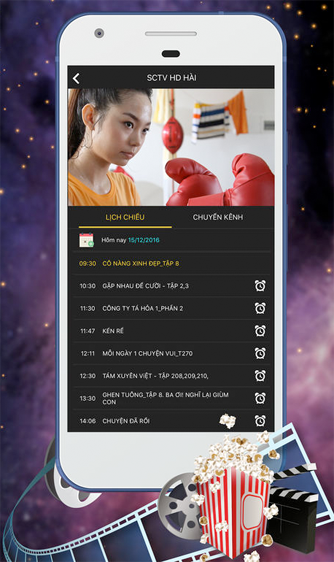 SCTV HD HÀI
LỊCH CHIẾU CHUYỂN KÊNH
Hôm nay 15/12/2016
09:30 CÔ NÀNG XINH ĐẸP_TẬP 8
10:30 GẶP NHAU ĐỂ CƯỜI - TẬP 2,3
11:30 CÔNG TY TÁ HỎA 1_PHẦN 2
11:47 KÉN RỂ
12:11 MỖI NGÀY 1 CHUYỆN VUI_T270
12:30 TÁM XUYÊN VIỆT - TẬP 208,209,210,
13:30 GHEN TUÔNG_TẬP 8. BA ƠI! NGHĨ LẠI GIÙM
CON
14:06 CHUYỆN ĐÃ RỒI